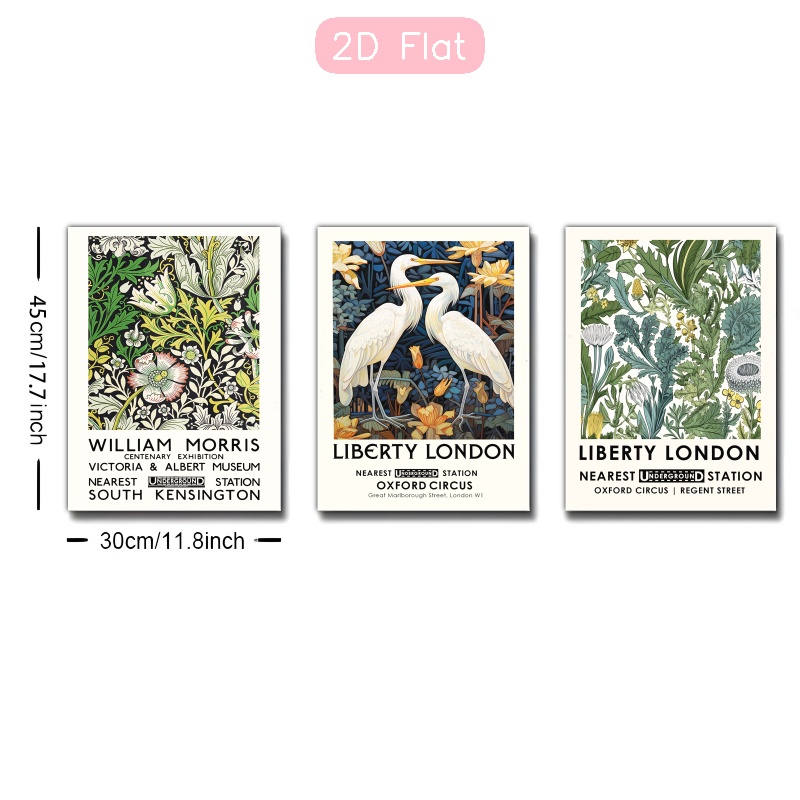 2D Flat
45cm/17.7inch
30cm/11.8inch
WILLIAM MORRIS
CENTENARY EXHIBITION
VICTORIA & ALBERT MUSEUM
NEAREST UNDERGROUND STATION
SOUTH KENSINGTON
LIBERTY LONDON
NEAREST UNDERGROUND STATION
OXFORD CIRCUS
Great Marlborough Street, London W1
LIBERTY LONDON
NEAREST UNDERGROUND STATION
OXFORD CIRCUS | REGENT STREET